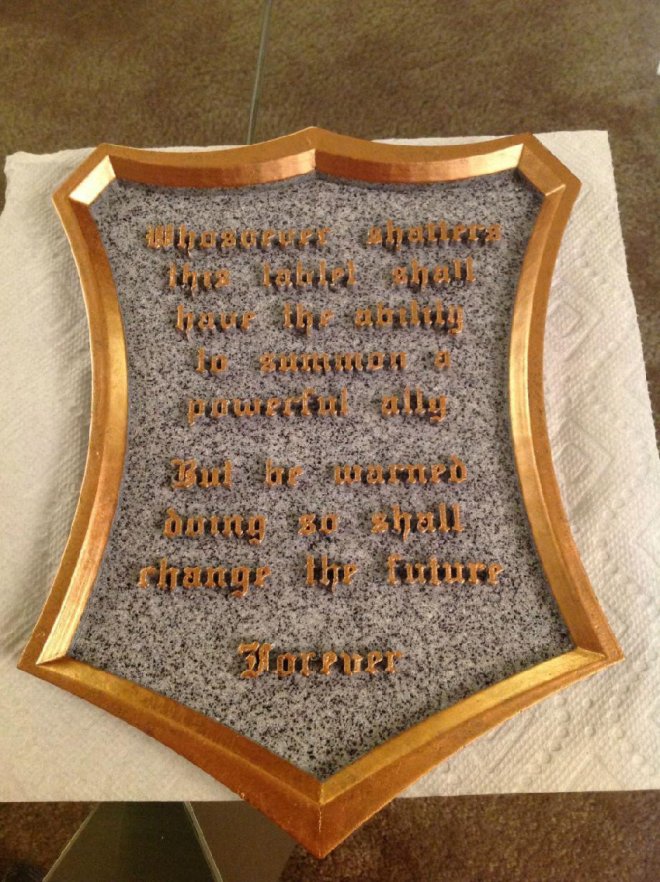 Whosoever shatters
this tablet shall
have the ability
to summon a
powerful ally
But be warned
doing so shall
change the future
Forever